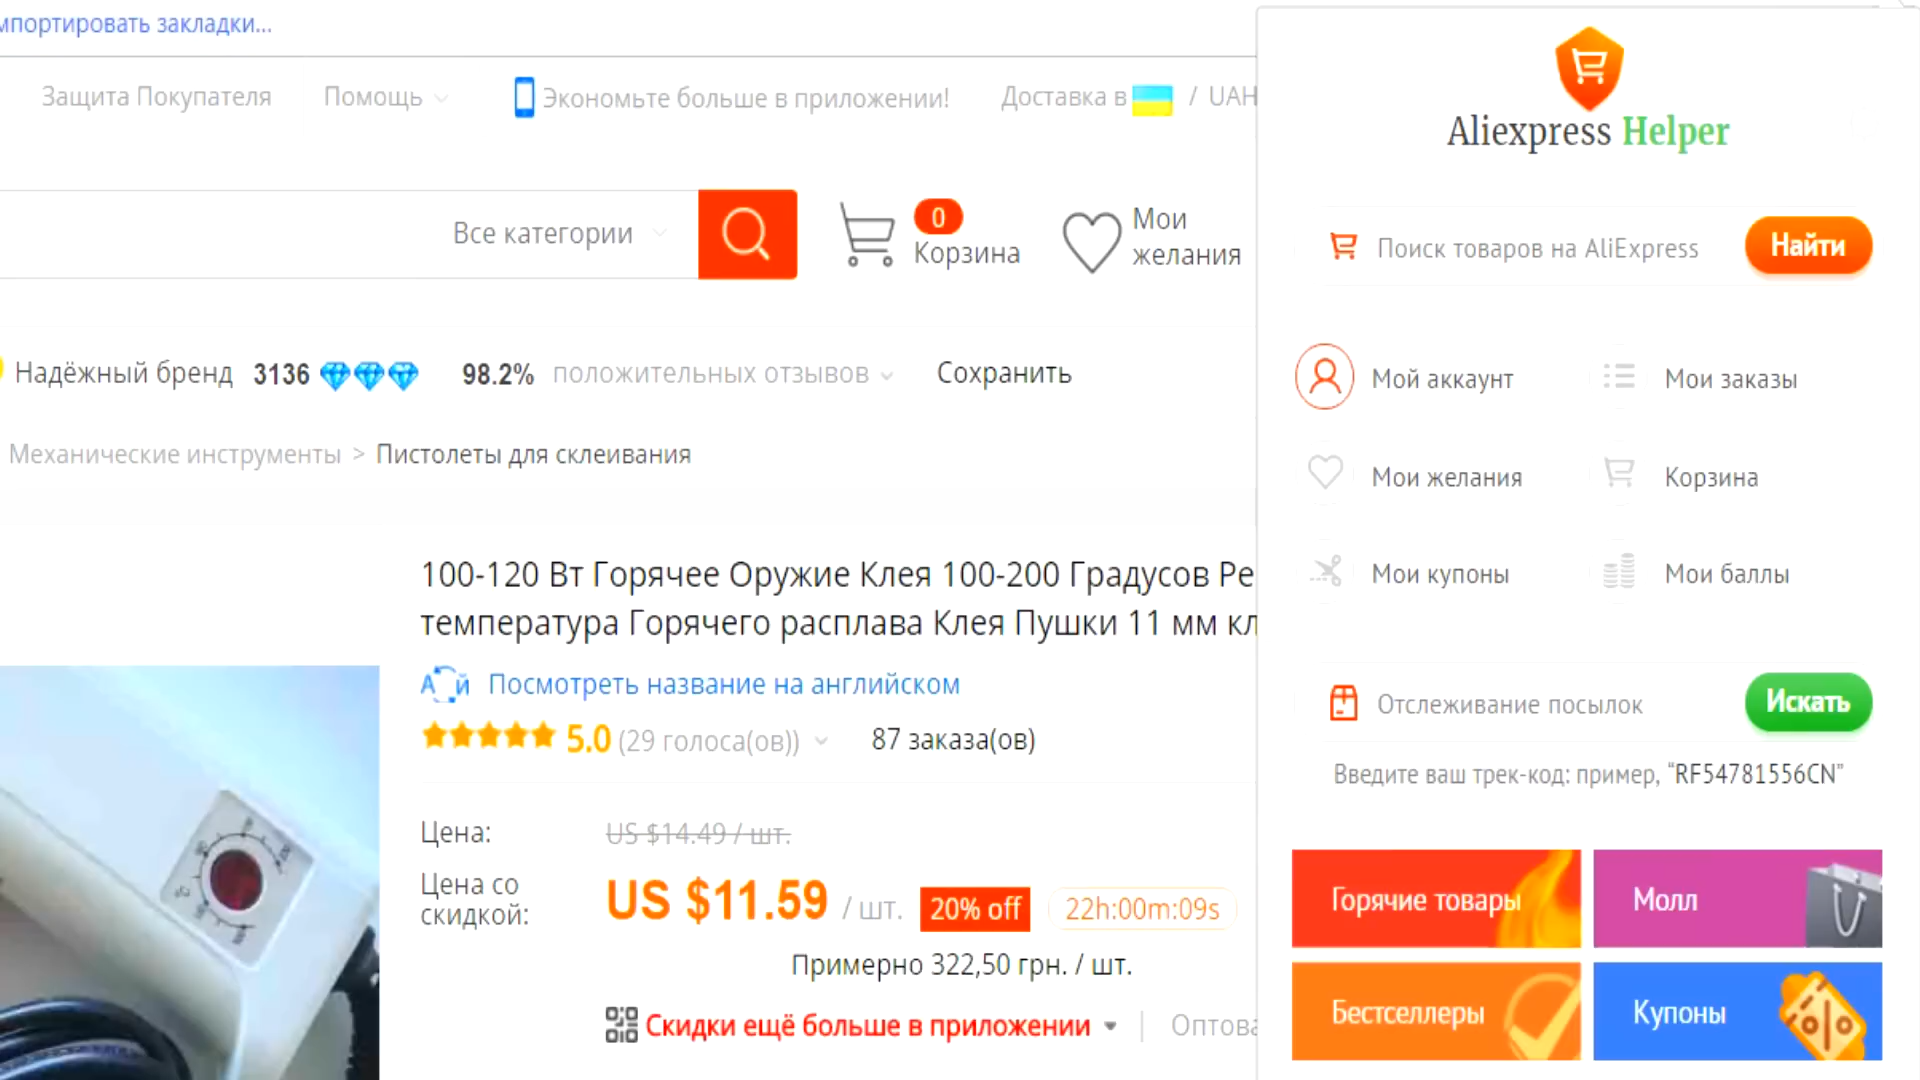 мпортировать закладки...
Защита Покупателя
Помощь
Экономьте больше в приложении!
Доставка в / UAH
Все категории
0
Корзина
Мои
желания
Надёжный бренд 3136
98.2% положительных отзывов
Сохранить
Механические инструменты > Пистолеты для склеивания
100-120 Вт Горячее Оружие Клея 100-200 Градусов Ре
температура Горячего расплава Клея Пушки 11 мм кл
Посмотреть название на английском
5.0 (29 голоса(ов)) 87 заказа(ов)
Цена: US $14.49 / шт.
Цена со
скидкой:
US $11.59 / шт. 20% off 22h:00m:09s
Примерно 322,50 грн. / шт.
Скидки ещё больше в приложении
Оптова
Aliexpress Helper
Поиск товаров на AliExpress
Найти
Мой аккаунт
Мои заказы
Мои желания
Корзина
Мои купоны
Мои баллы
Отслеживание посылок
Искать
Введите ваш трек-код: пример, “RF54781556CN”
Горячие товары
Молл
Бестселлеры
Купоны